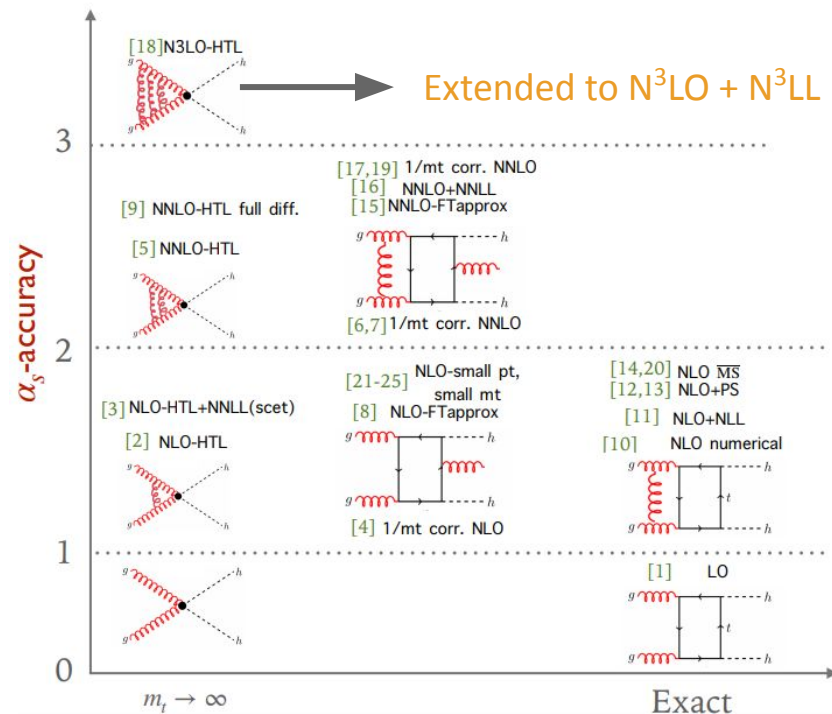 [18] N3LO-HTL
g h
g h
Extended to N³LO + N³LL
3
[17,19] 1/mt corr. NNLO
[16] NNLO+NNLL
[15] NNLO-FTapprox
g h
g h
[6,7] 1/mt corr. NNLO
[9] NNLO-HTL full diff.
[5] NNLO-HTL
g h
g h
αs-accuracy
2
[14,20] NLO M̅S̅
[12,13] NLO+PS
[11] NLO+NLL
[10] NLO numerical
g h
t
g h
[21-25] NLO-small pt,
small mt
[8] NLO-FTapprox
g h
g h
[4] 1/mt corr. NLO
[3] NLO-HTL+NNLL(scet)
[2] NLO-HTL
g h
g h
1
g h
g h
[1] LO
g h
t
g h
0
mt → ∞
Exact